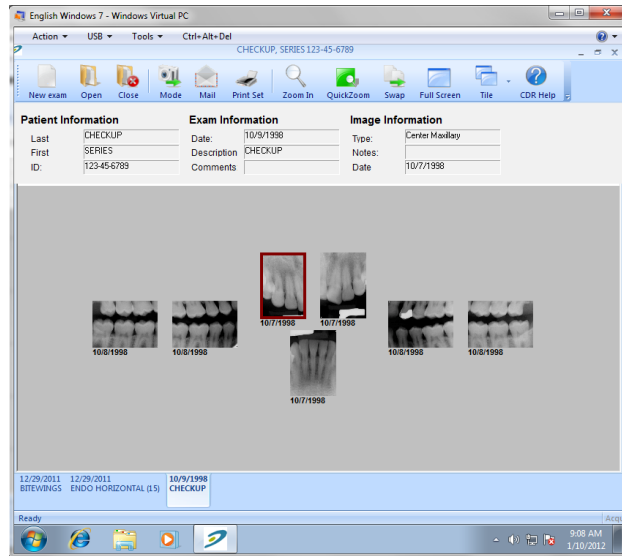 English Windows 7 - Windows Virtual PC
Action USB Tools Ctrl+Alt+Del
CHECKUP, SERIES 123-45-6789
New exam Open Close Mode Mail Print Set Zoom In QuickZoom Swap Full Screen Tile CDR Help
Patient Information Exam Information Image Information
Last CHECKUP Date: 10/9/1998 Type: Center Maxillary
First SERIES Description CHECKUP Notes:
ID: 123-45-6789 Comments Date 10/7/1998
10/7/1998 10/7/1998
10/8/1998 10/8/1998 10/8/1998 10/8/1998
10/7/1998
12/29/2011 12/29/2011 10/9/1998
BITEWINGS ENDO HORIZONTAL (15) CHECKUP
Ready Acqu
9:08 AM
1/10/2012